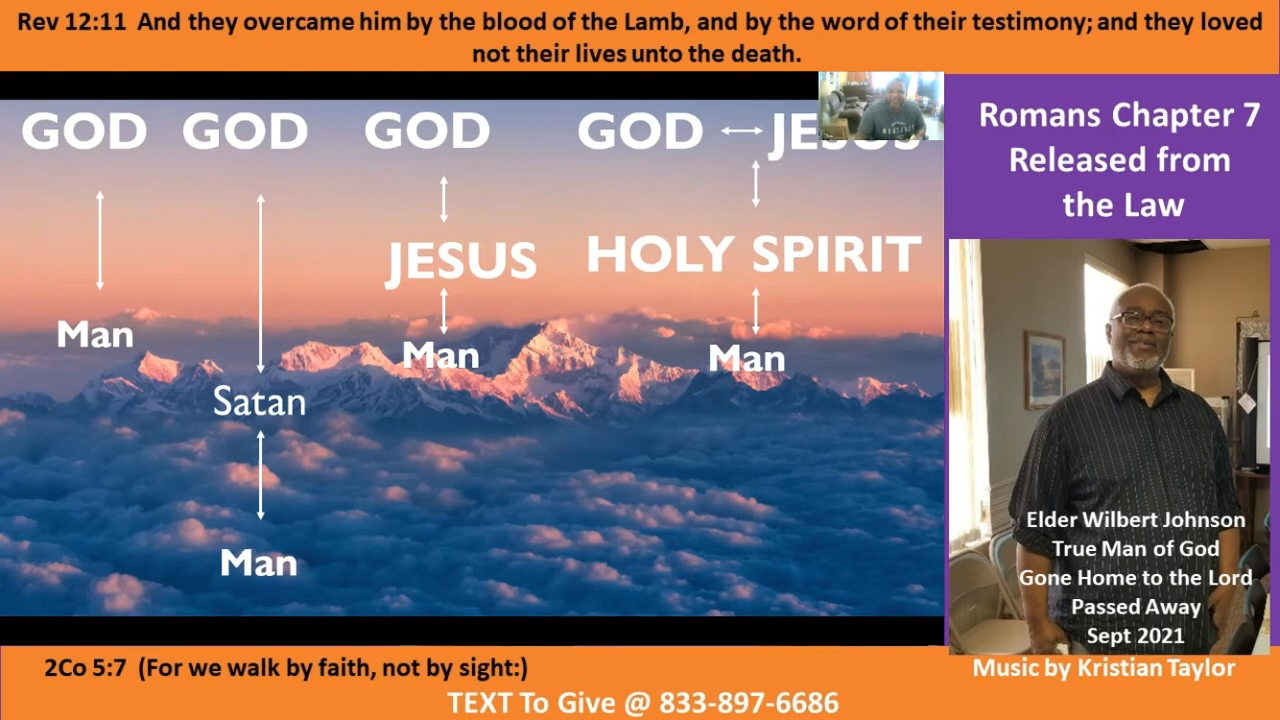 Rev 12:11 And they overcame him by the blood of the Lamb, and by the word of their testimony; and they loved
not their lives unto the death.
GOD GOD GOD GOD JESUS
JESUS HOLY SPIRIT
Man
Man Man
Satan
Man
Romans Chapter 7
Released from
the Law
Elder Wilbert Johnson
True Man of God
Gone Home to the Lord
Passed Away
Sept 2021
2Co 5:7 (For we walk by faith, not by sight:)
Music by Kristian Taylor
TEXT To Give @ 833-897-6686